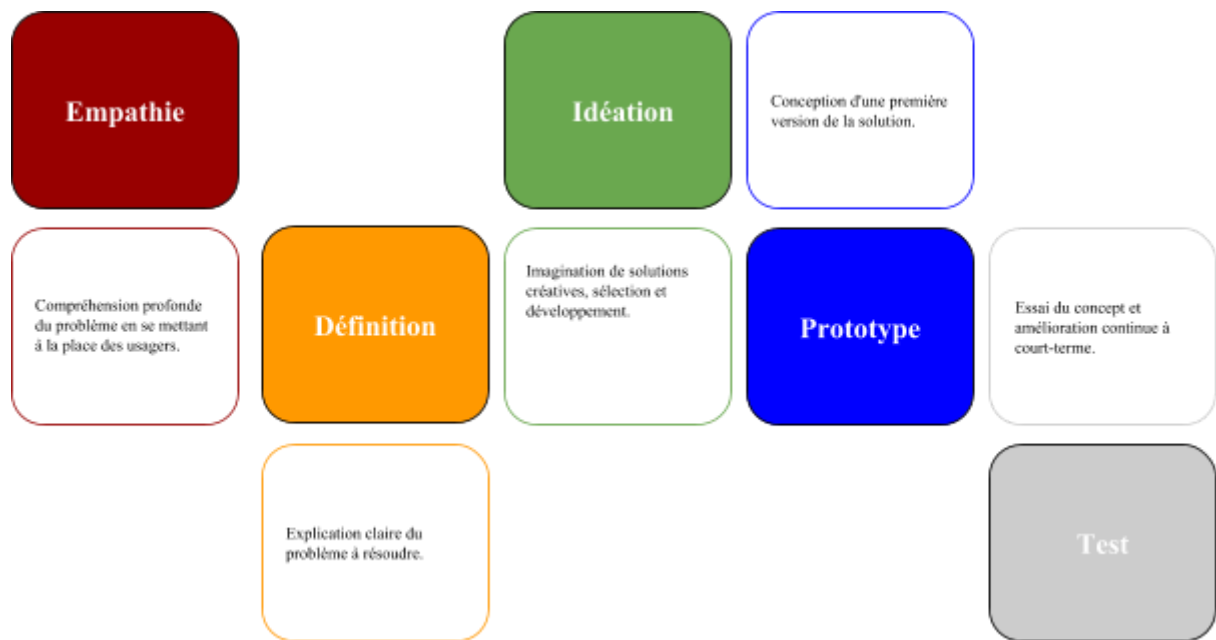 Empathie
Compréhension profonde
du problème en se mettant
à la place des usagers.
Définition
Explication claire du
problème à résoudre.
Idéation
Imagination de solutions
créatives, sélection et
développement.
Conception d'une première
version de la solution.
Prototype
Essai du concept et
amélioration continue à
court-terme.
Test